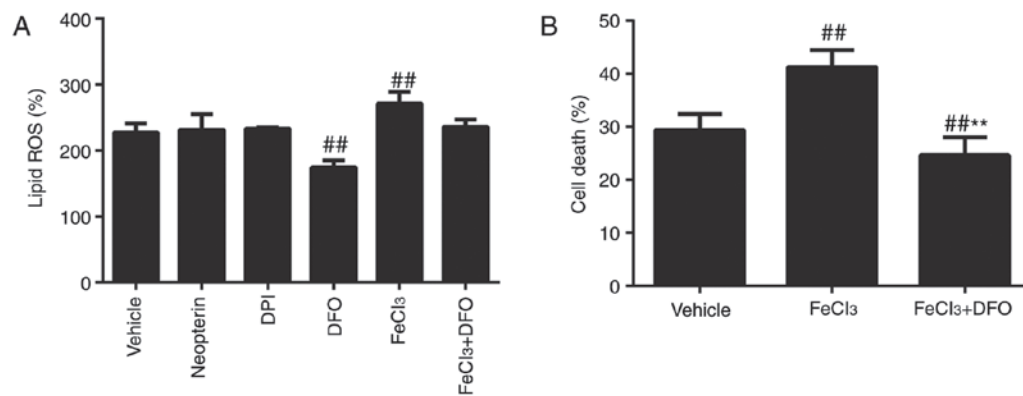 A
Lipid ROS (%)
400
300
200
100
0
##
##
Vehicle
Neopterin
DPI
DFO
FeCl3
FeCl3+DFO
B
Cell death (%)
50
40
30
20
10
0
##
##**
Vehicle
FeCl3
FeCl3+DFO